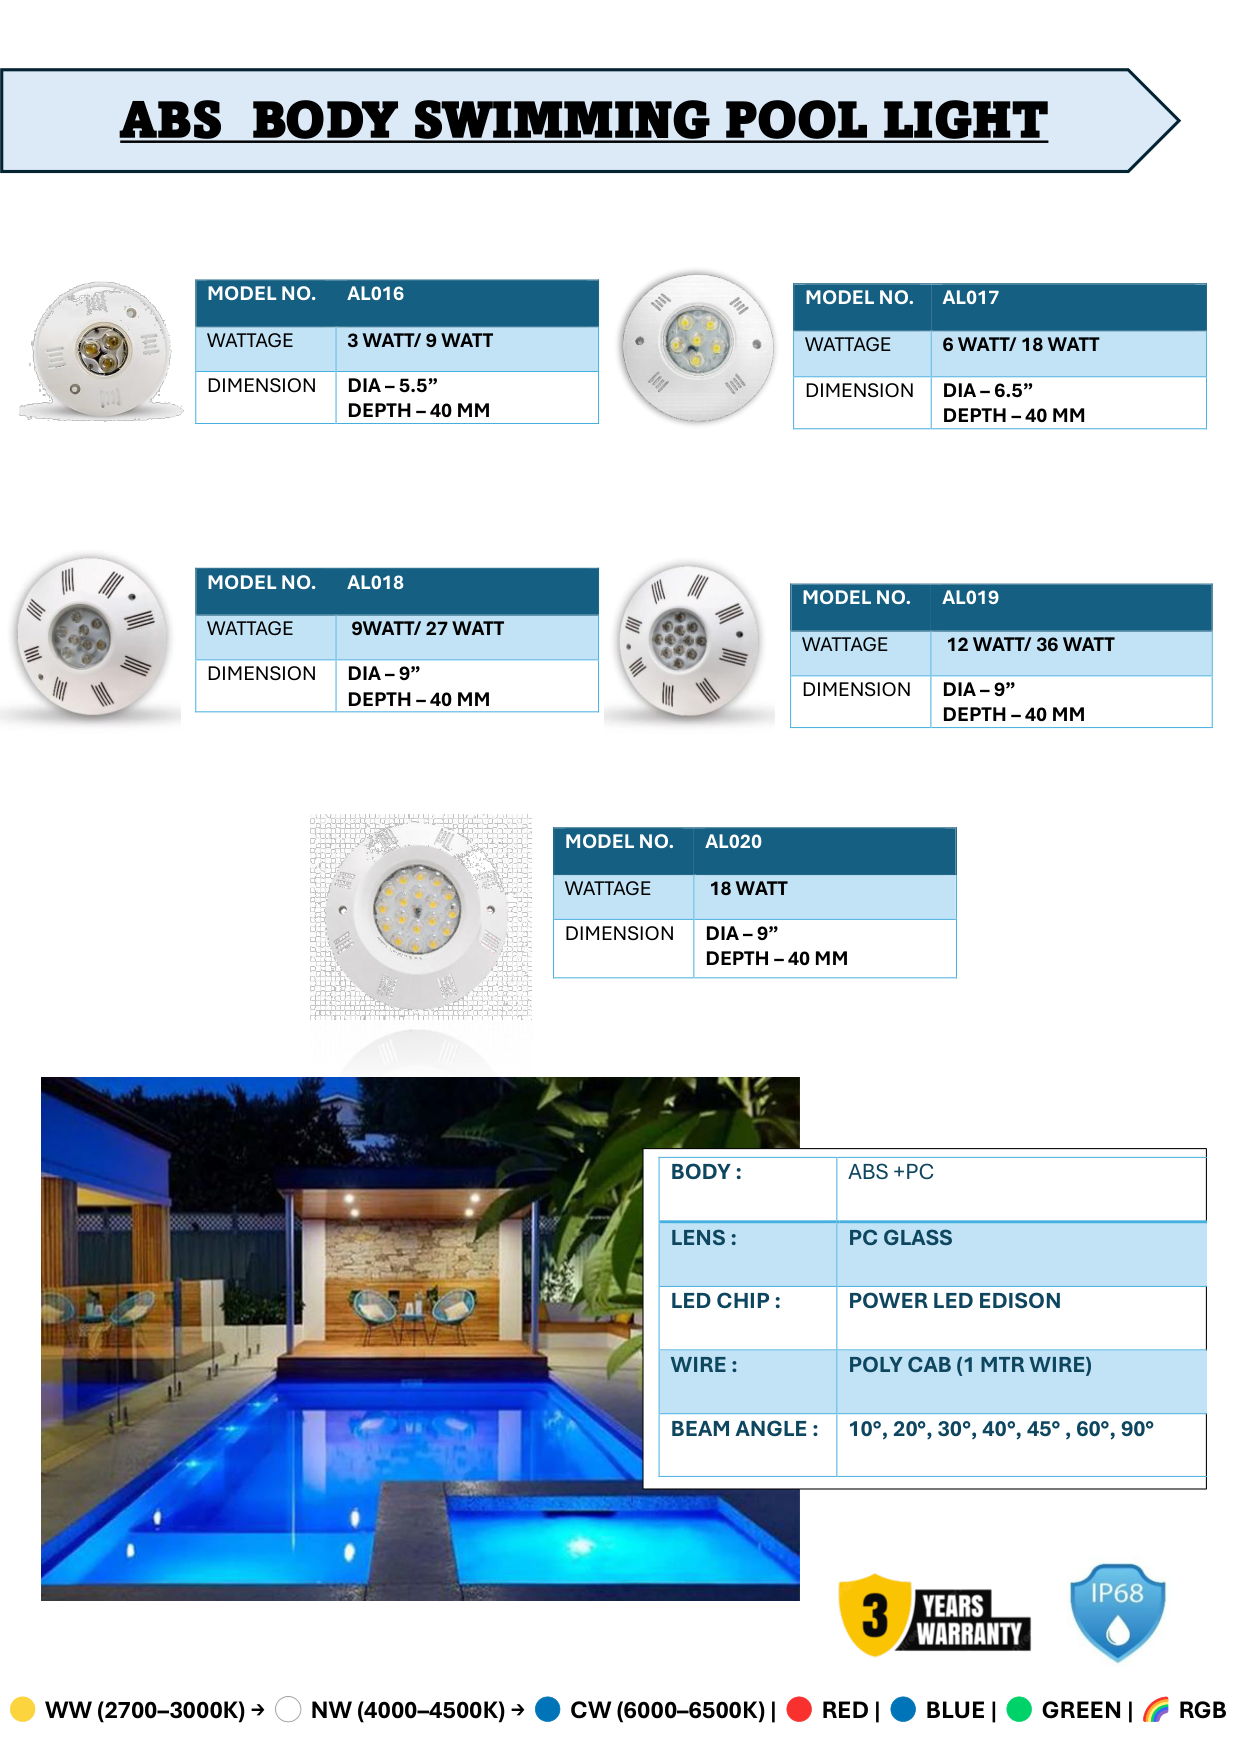 ABS BODY SWIMMING POOL LIGHT
MODEL NO. AL016
WATTAGE 3 WATT/ 9 WATT
DIMENSION DIA – 5.5”
DEPTH – 40 MM
MODEL NO. AL017
WATTAGE 6 WATT/ 18 WATT
DIMENSION DIA – 6.5”
DEPTH – 40 MM
MODEL NO. AL018
WATTAGE 9WATT/ 27 WATT
DIMENSION DIA – 9”
DEPTH – 40 MM
MODEL NO. AL019
WATTAGE 12 WATT/ 36 WATT
DIMENSION DIA – 9”
DEPTH – 40 MM
MODEL NO. AL020
WATTAGE 18 WATT
DIMENSION DIA – 9”
DEPTH – 40 MM
BODY : ABS +PC
LENS : PC GLASS
LED CHIP : POWER LED EDISON
WIRE : POLY CAB (1 MTR WIRE)
BEAM ANGLE : 10°, 20°, 30°, 40°, 45° , 60°, 90°
3 YEARS
WARRANTY
IP68
WW (2700–3000K) → NW (4000–4500K) → CW (6000–6500K) | RED | BLUE | GREEN | RGB